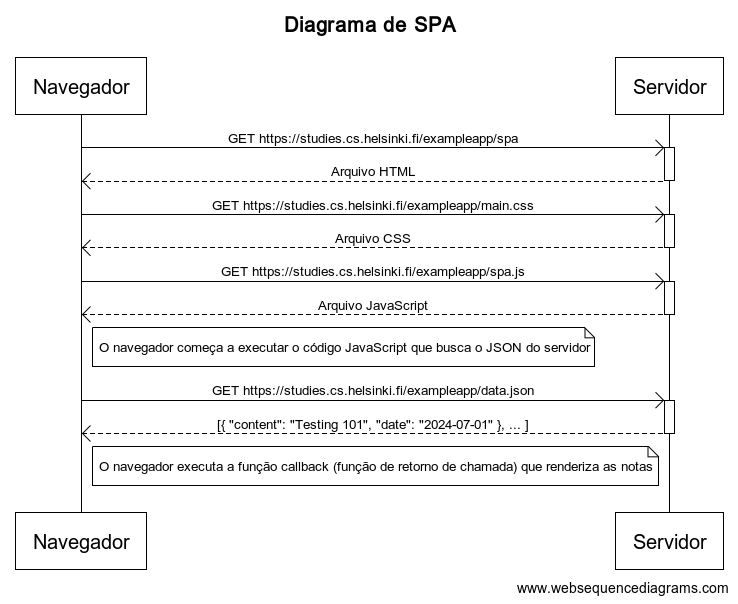 Diagrama de SPA
Navegador
Servidor
GET https://studies.cs.helsinki.fi/exampleapp/spa
Arquivo HTML
GET https://studies.cs.helsinki.fi/exampleapp/main.css
Arquivo CSS
GET https://studies.cs.helsinki.fi/exampleapp/spa.js
Arquivo JavaScript
O navegador começa a executar o código JavaScript que busca o JSON do servidor
GET https://studies.cs.helsinki.fi/exampleapp/data.json
[{ "content": "Testing 101", "date": "2024-07-01" }, ... ]
O navegador executa a função callback (função de retorno de chamada) que renderiza as notas
Navegador
Servidor
www.websequencediagrams.com